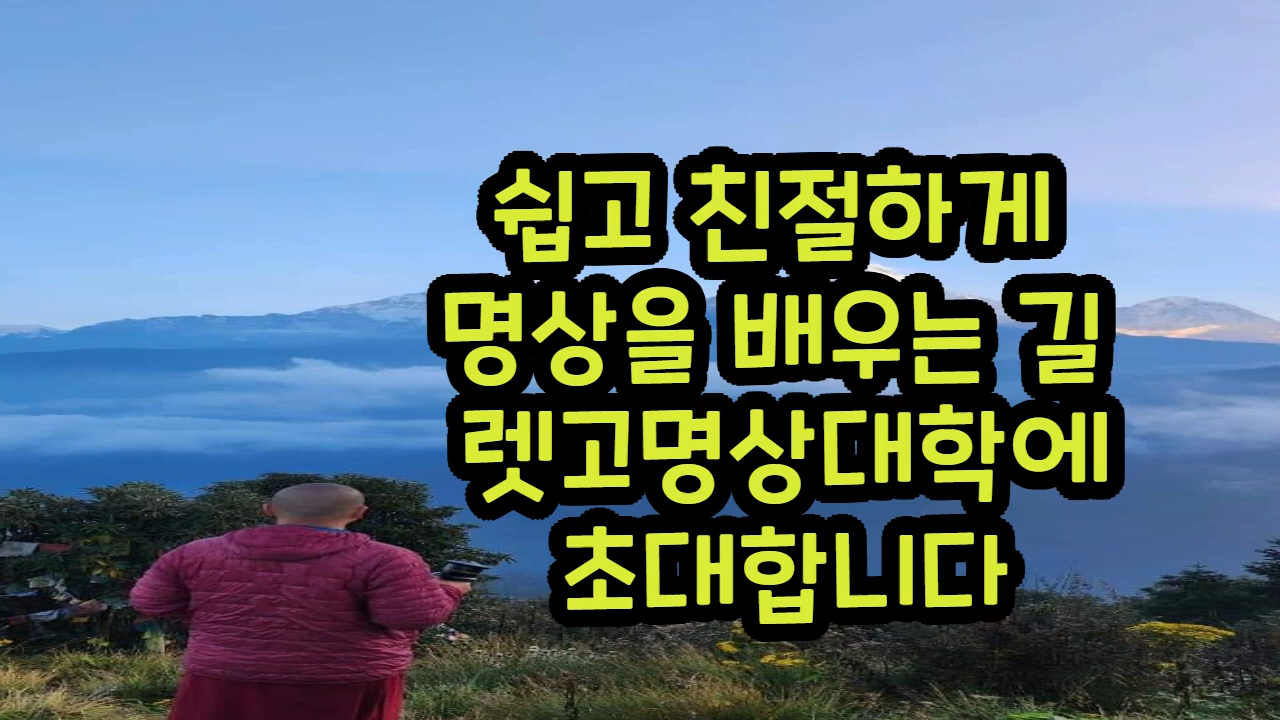 쉽고 친절하게
명상을 배우는 길
렛고명상대학에
초대합니다